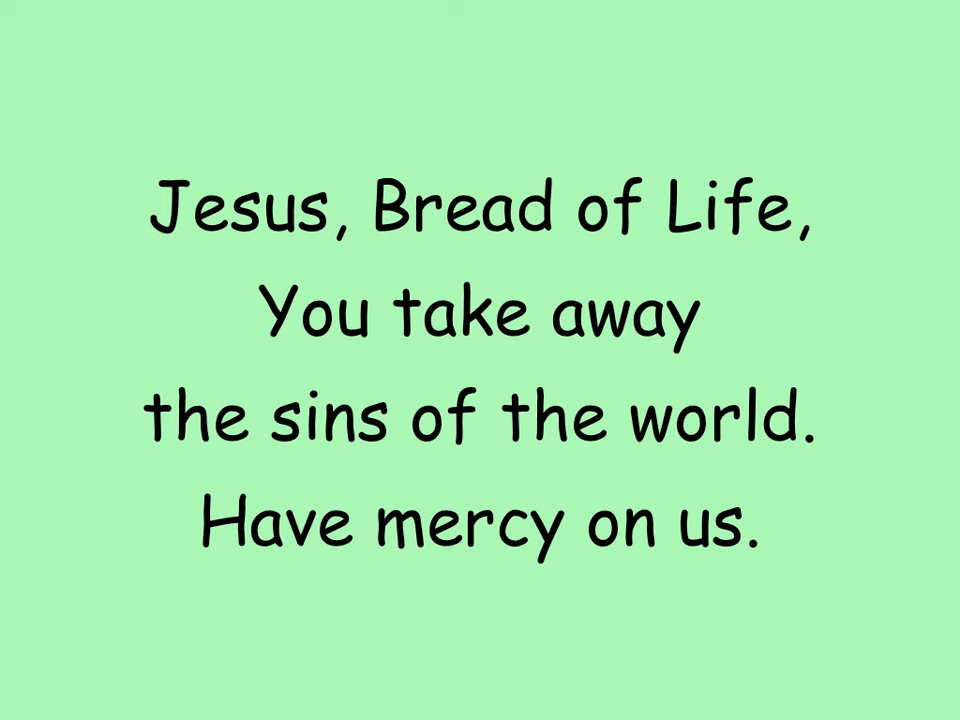 Jesus, Bread of Life,
You take away
the sins of the world.
Have mercy on us.